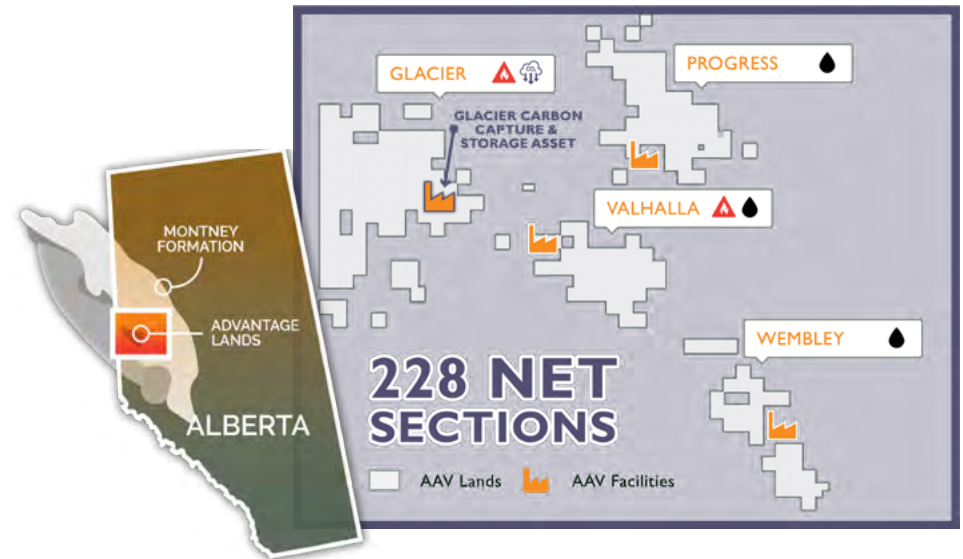 GLACIER
PROGRESS
GLACIER CARBON
CAPTURE &
STORAGE ASSET
CO₂
VALHALLA
MONTNEY
FORMATION
ADVANTAGE
LANDS
WEMBLEY
228 NET
SECTIONS
ALBERTA
AAV Lands
AAV Facilities